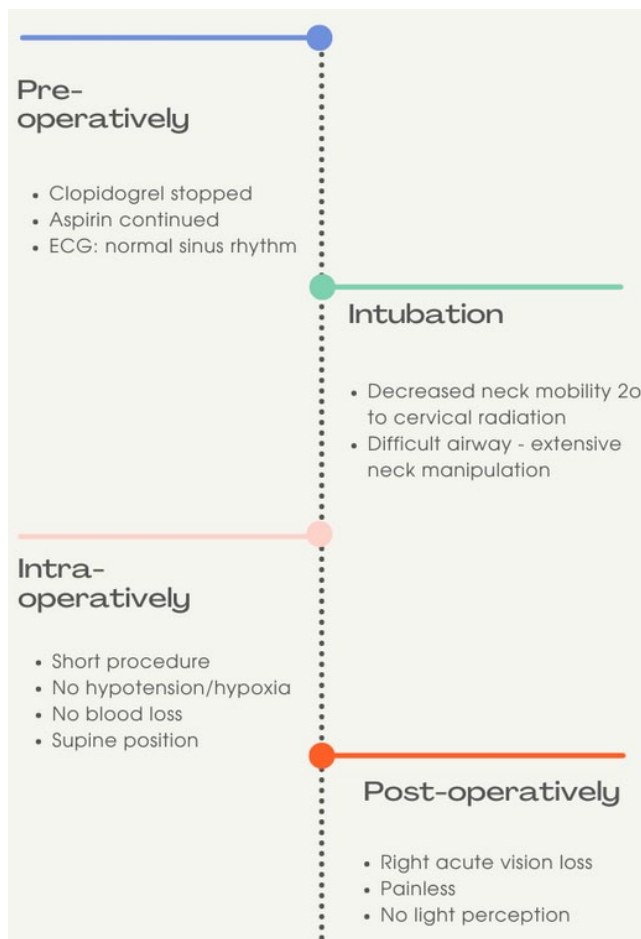 Pre-
operatively
• Clopidogrel stopped
• Aspirin continued
• ECG: normal sinus rhythm
Intubation
• Decreased neck mobility 2o
to cervical radiation
• Difficult airway - extensive
neck manipulation
Intra-
operatively
• Short procedure
• No hypotension/hypoxia
• No blood loss
• Supine position
Post-operatively
• Right acute vision loss
• Painless
• No light perception